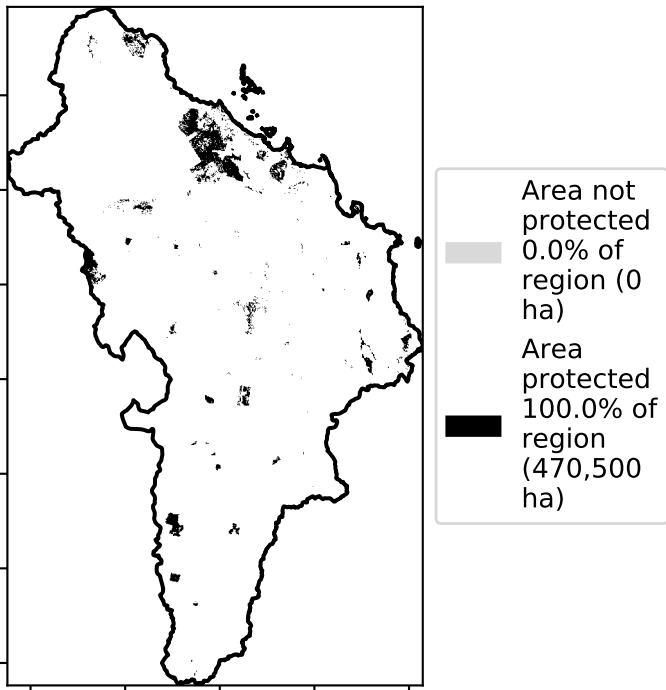 Area not
protected
0.0% of
region (0
ha)
Area
protected
100.0% of
region
(470,500
ha)